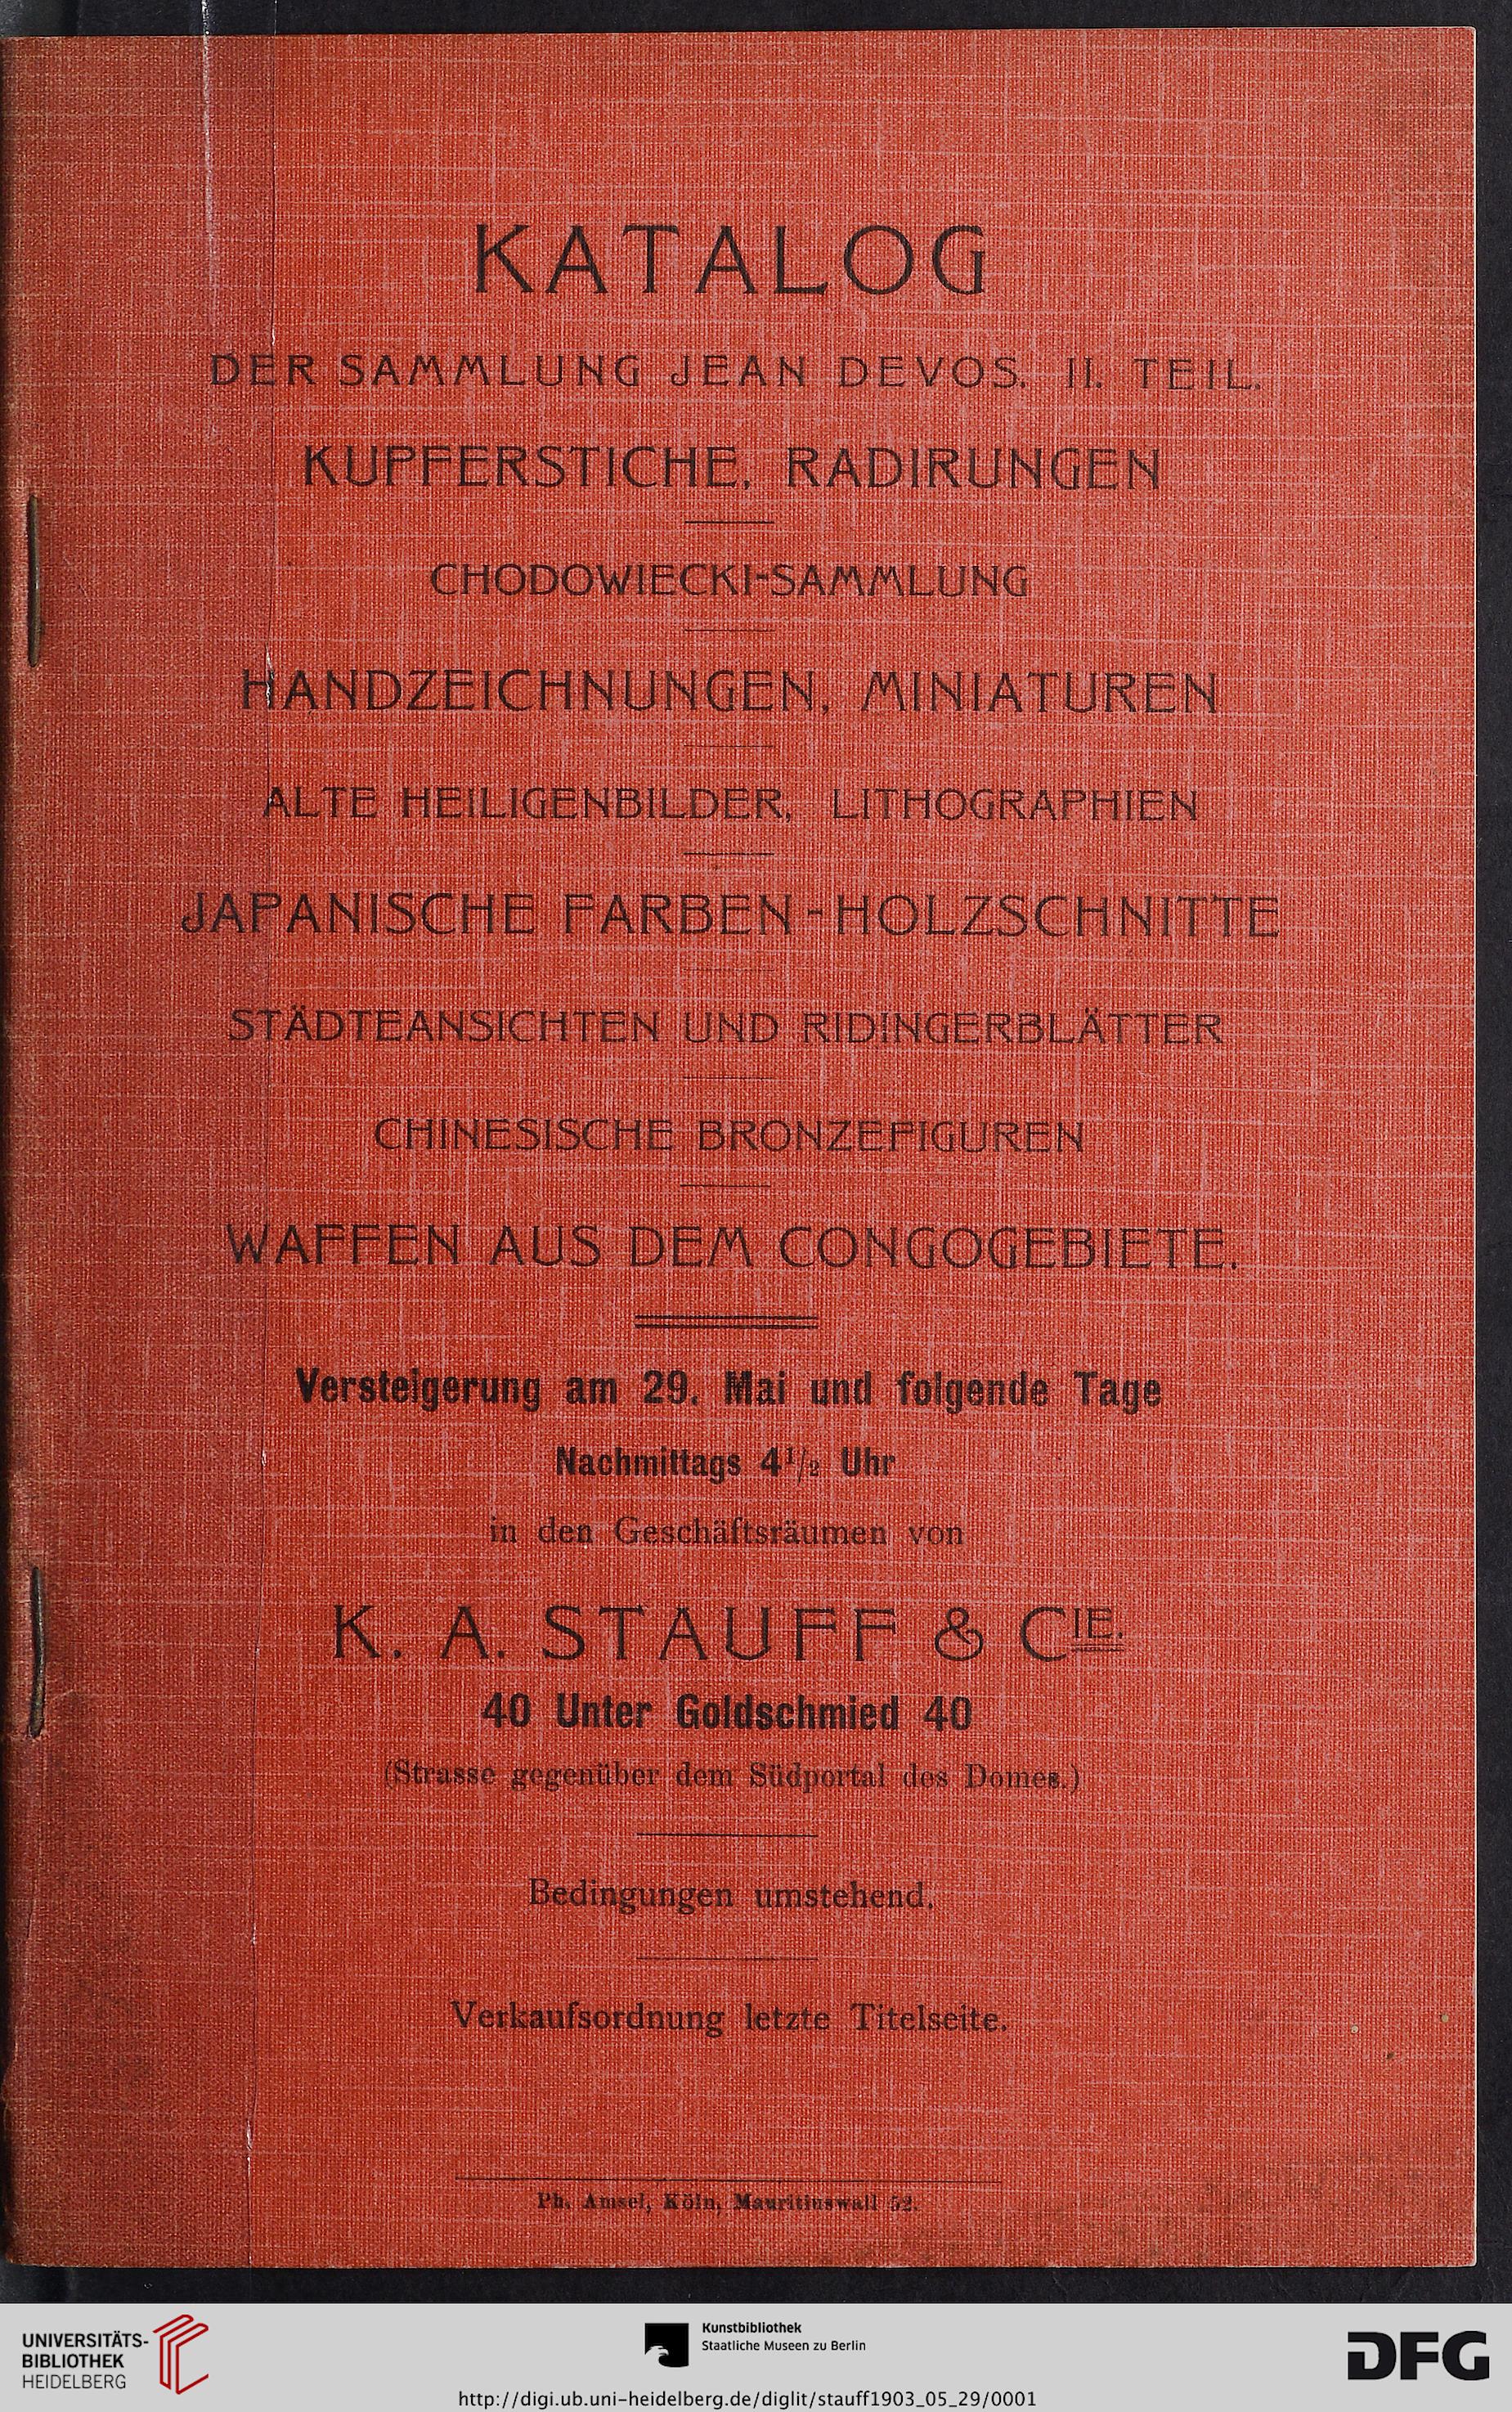 KATALOG
DER SAMMLUNG JEAN DEVOS. II. TEIL.
KUPFERSTICHE, RADIRUNGEN
CHODOWIECKI-SAMMLUNG
HANDZEICHNUNGEN, MINIATUREN
ALTE HEILIGENBILDER, LITHOGRAPHIEN
JAPANISCHE FARBEN-HOLZSCHNITTE
STÄDTEANSICHTEN UND RIDINGERBLÄTTER
CHINESISCHE BRONZEFIGUREN
WAFFEN AUS DEM CONGOGEBIETE.
Versteigerung am 29. Mai und folgende Tage
Nachmittags 4 1/2 Uhr
in den Geschäftsräumen von
K. A. STAUFF & CIE.
40 Unter Goldschmied 40
(Strasse gegenüber dem Südportal des Domes.)
Bedingungen umstehend.
Verkaufsordnung letzte Titelseite.
Ph. Amsel, Köln, Mauritiuswall 52.
UNIVERSITÄTS-
BIBLIOTHEK
HEIDELBERG
Kunstbibliothek
Staatliche Museen zu Berlin
DFG
http://digi.ub.uni-heidelberg.de/diglit/stauff1903_05_29/0001